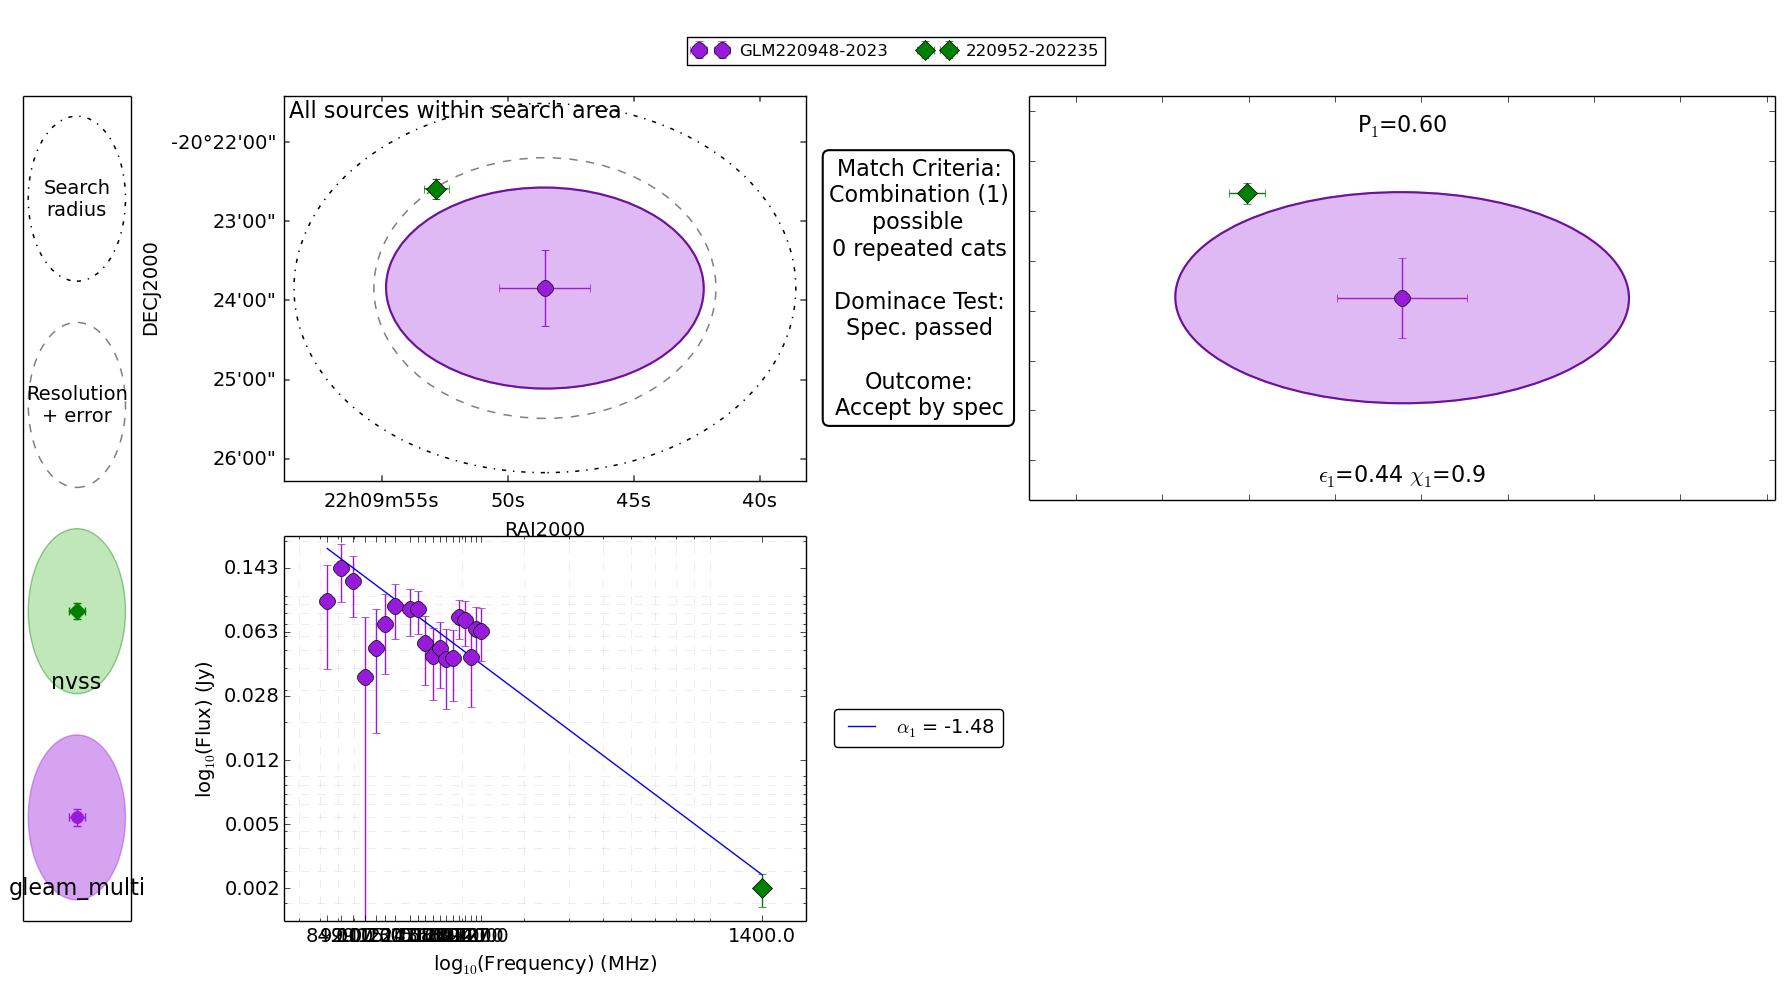 GLM220948-2023
220952-202235
Search
radius
Resolution
+ error
nvss
gleam_multi
All sources within search area
DECJ2000
-20°22'00"
23'00"
24'00"
25'00"
26'00"
22h09m55s
50s
45s
40s
RAJ2000
Match Criteria:
Combination (1)
possible
0 repeated cats
Dominace Test:
Spec. passed
Outcome:
Accept by spec
P1=0.60
ϵ1=0.44 χ1=0.9
log10(Flux) (Jy)
0.143
0.063
0.028
0.012
0.005
0.002
1400.0
log10(Frequency) (MHz)
α1 = -1.48